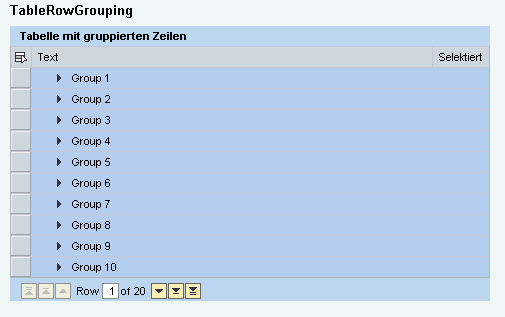 TableRowGrouping
Tabelle mit gruppierten Zeilen
Text Selektiert
Group 1
Group 2
Group 3
Group 4
Group 5
Group 6
Group 7
Group 8
Group 9
Group 10
Row 1 of 20